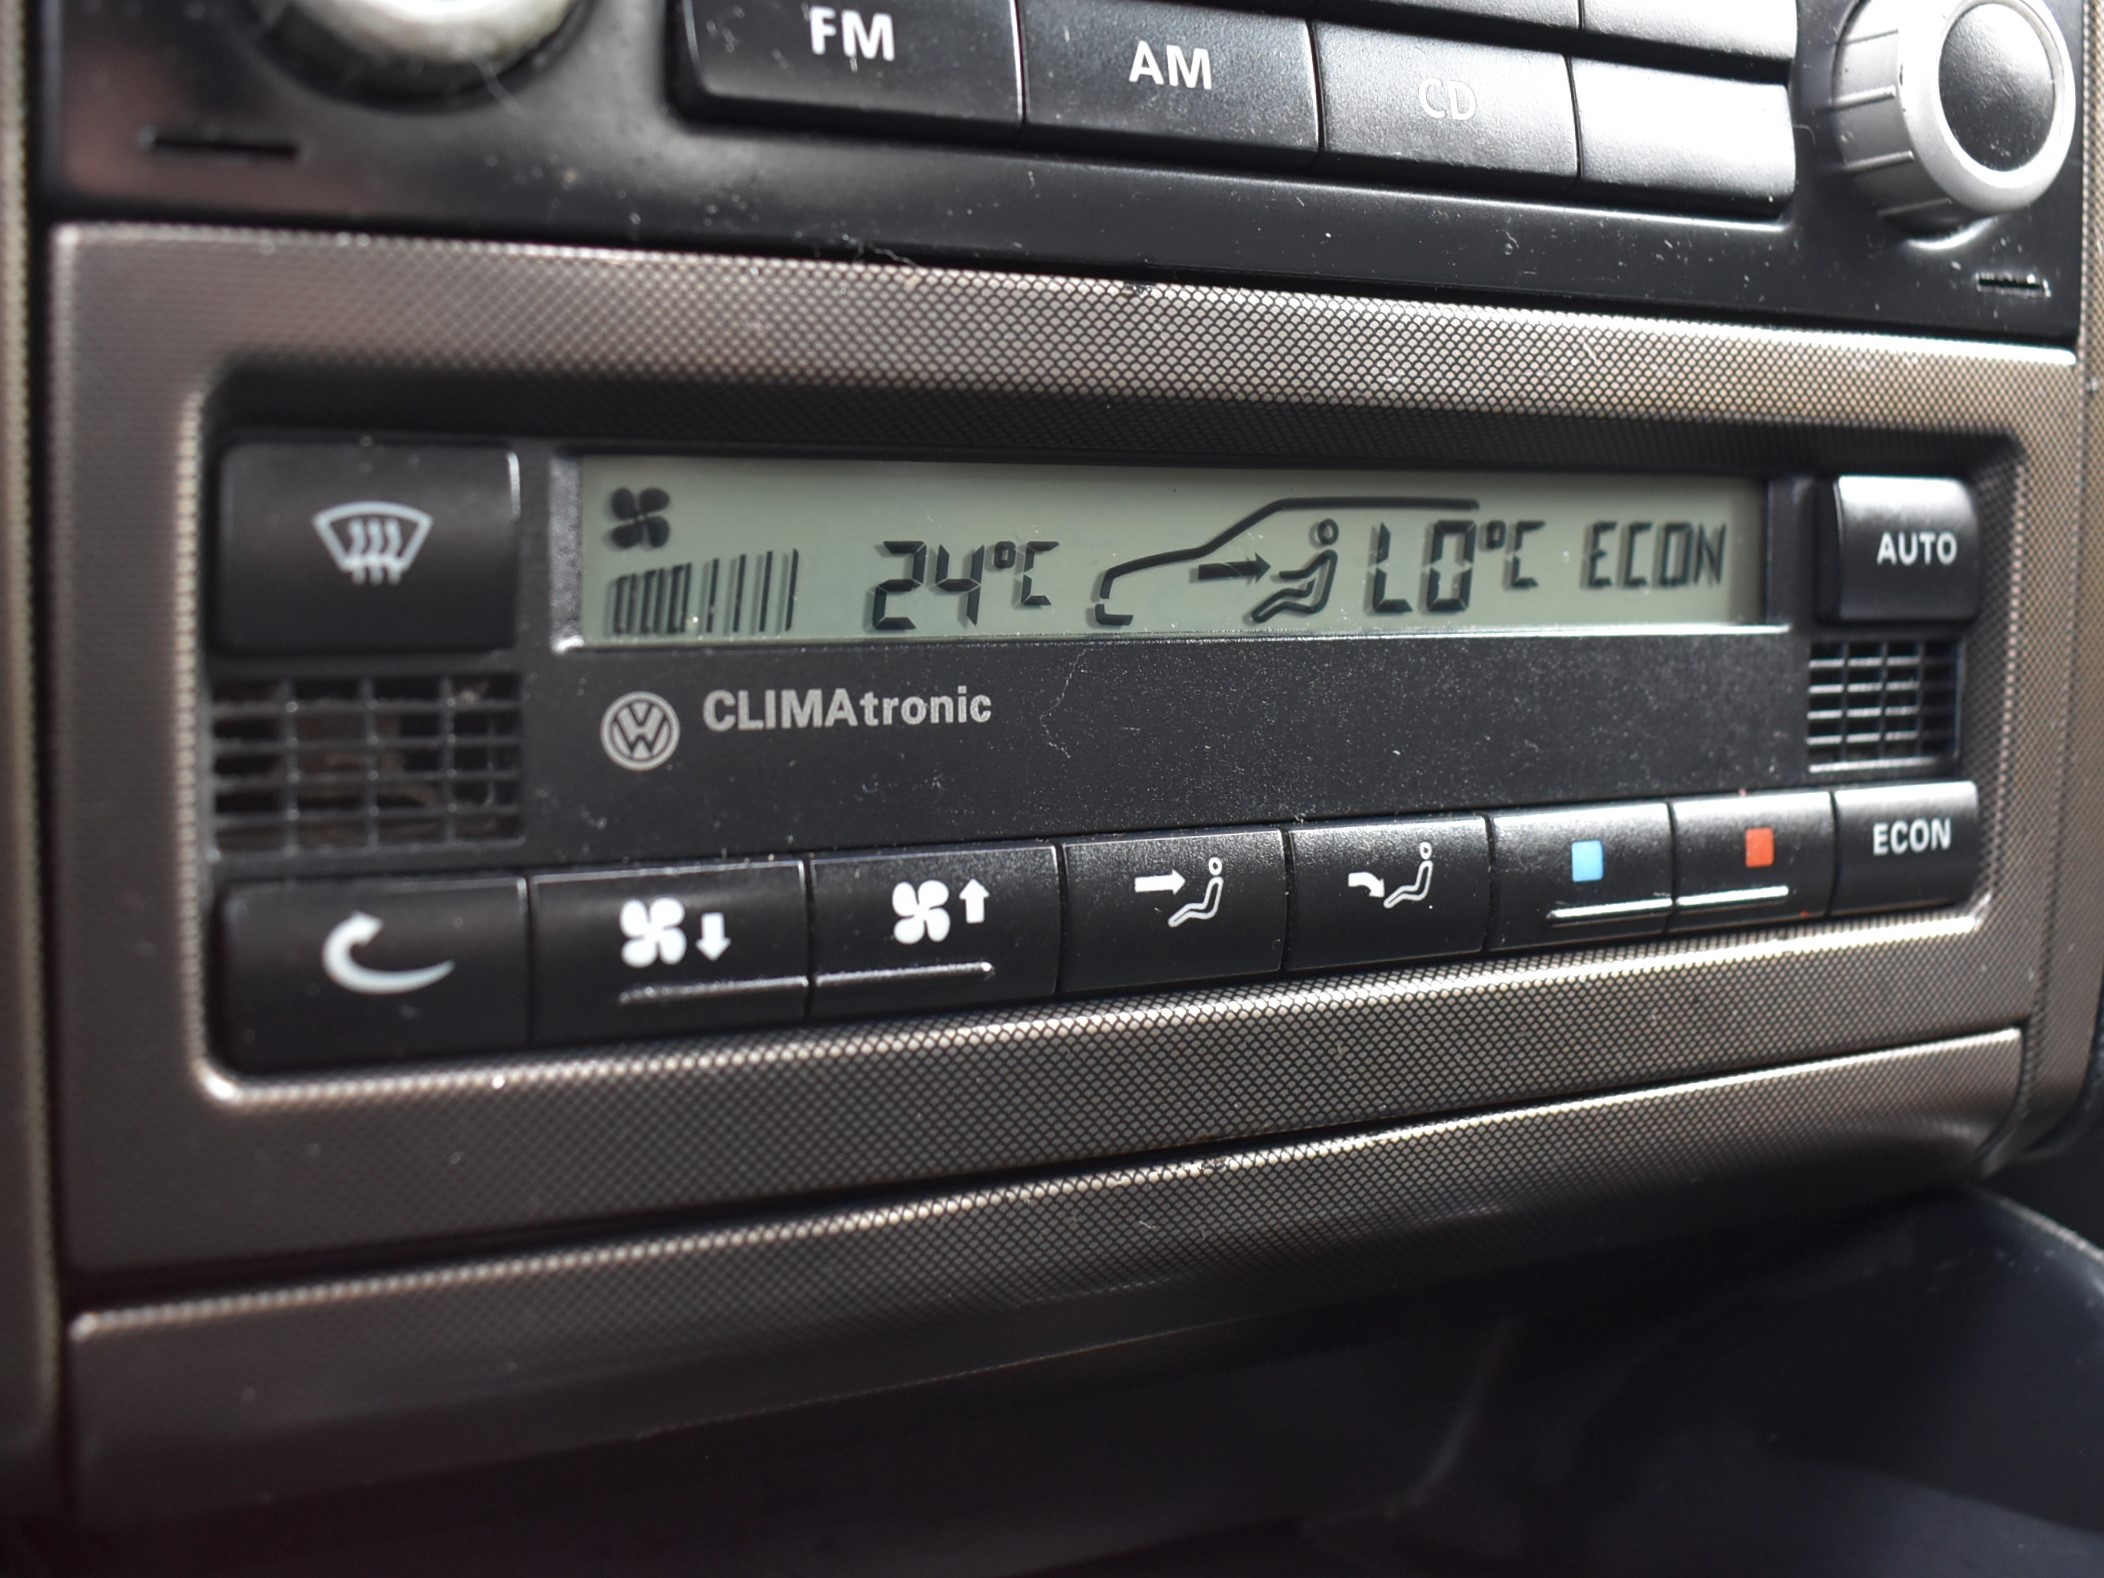 FM
AM
CD
24°C
LO°C ECON
AUTO
CLIMAtronic
ECON